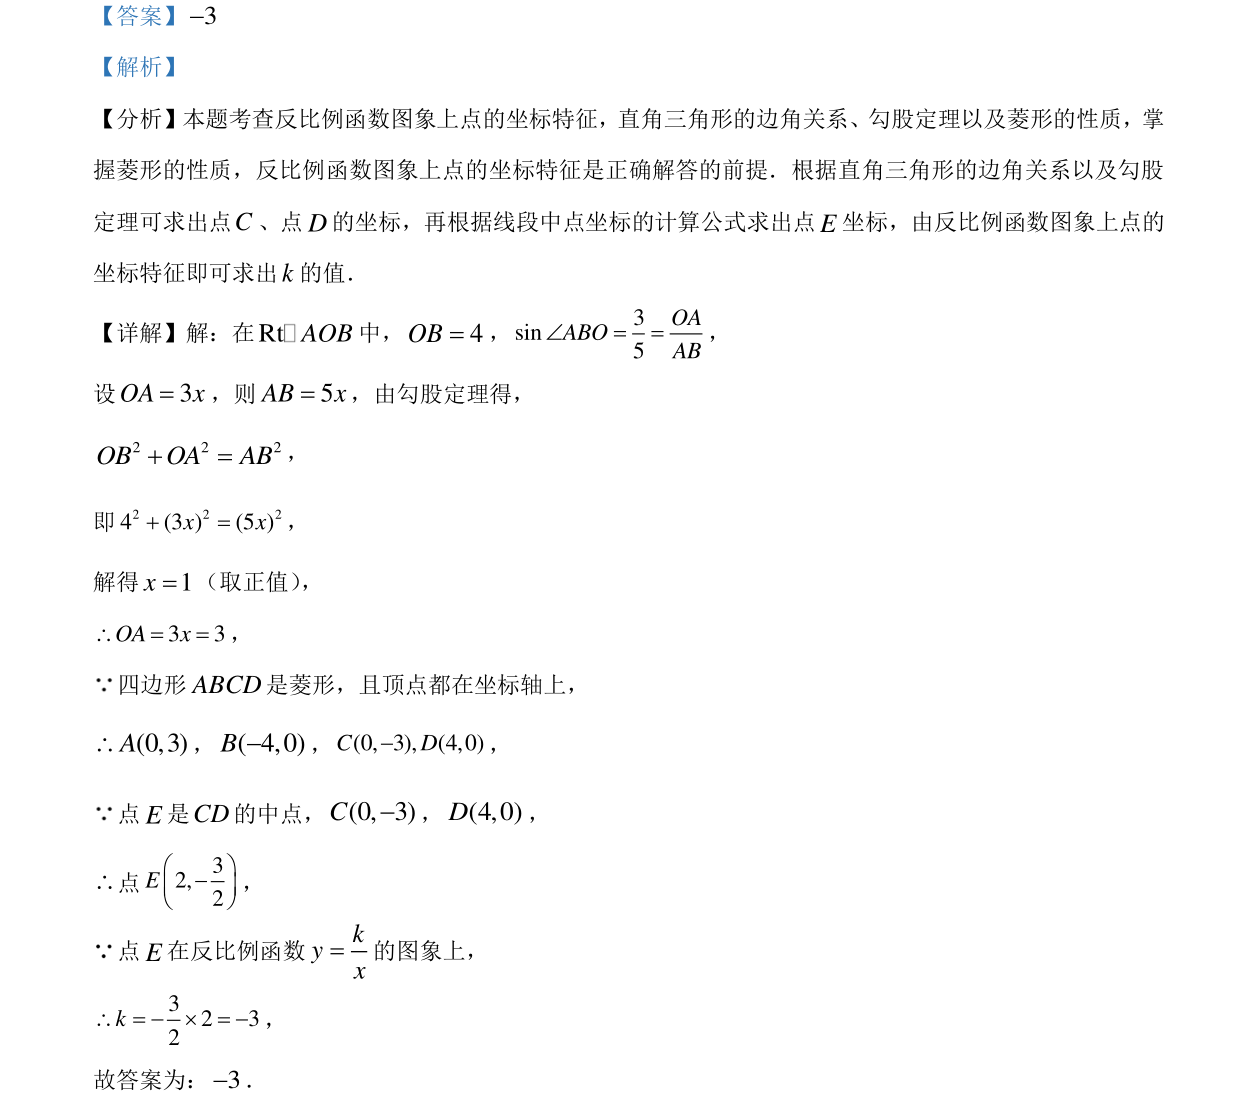 【答案】−3
【解析】
【分析】本题考查反比例函数图象上点的坐标特征，直角三角形的边角关系、勾股定理以及菱形的性质，掌
握菱形的性质，反比例函数图象上点的坐标特征是正确解答的前提．根据直角三角形的边角关系以及勾股
定理可求出点C、点D的坐标，再根据线段中点坐标的计算公式求出点E坐标，由反比例函数图象上点的
坐标特征即可求出k的值．
【详解】解：在Rt□AOB中，OB=4，sin∠ABO=3/5=OA/AB，
设OA=3x，则AB=5x，由勾股定理得，
OB²+OA²=AB²，
即4²+(3x)²=(5x)²，
解得x=1（取正值），
∴OA=3x=3，
∵四边形ABCD是菱形，且顶点都在坐标轴上，
∴A(0,3)，B(−4,0)，C(0,−3),D(4,0)，
∵点E是CD的中点，C(0,−3)，D(4,0)，
∴点E(2,−3/2)，
∵点E在反比例函数y=k/x的图象上，
∴k=−3/2×2=−3，
故答案为：−3．